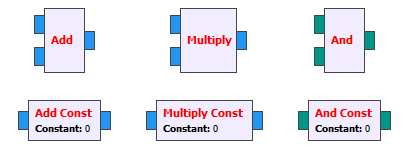 Add
Multiply
And
Add Const
Constant: 0
Multiply Const
Constant: 0
And Const
Constant: 0